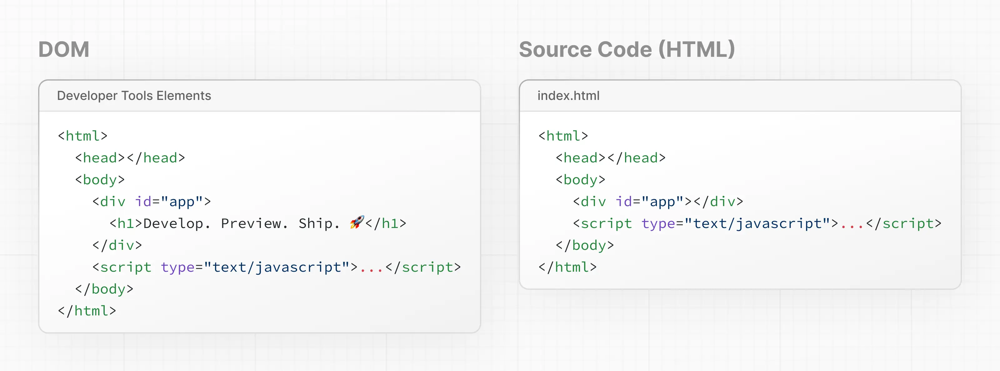 DOM
Developer Tools Elements
<html>
<head></head>
<body>
<div id="app">
<h1>Develop. Preview. Ship. 🚀</h1>
</div>
<script type="text/javascript">...</script>
</body>
</html>
Source Code (HTML)
index.html
<html>
<head></head>
<body>
<div id="app"></div>
<script type="text/javascript">...</script>
</body>
</html>